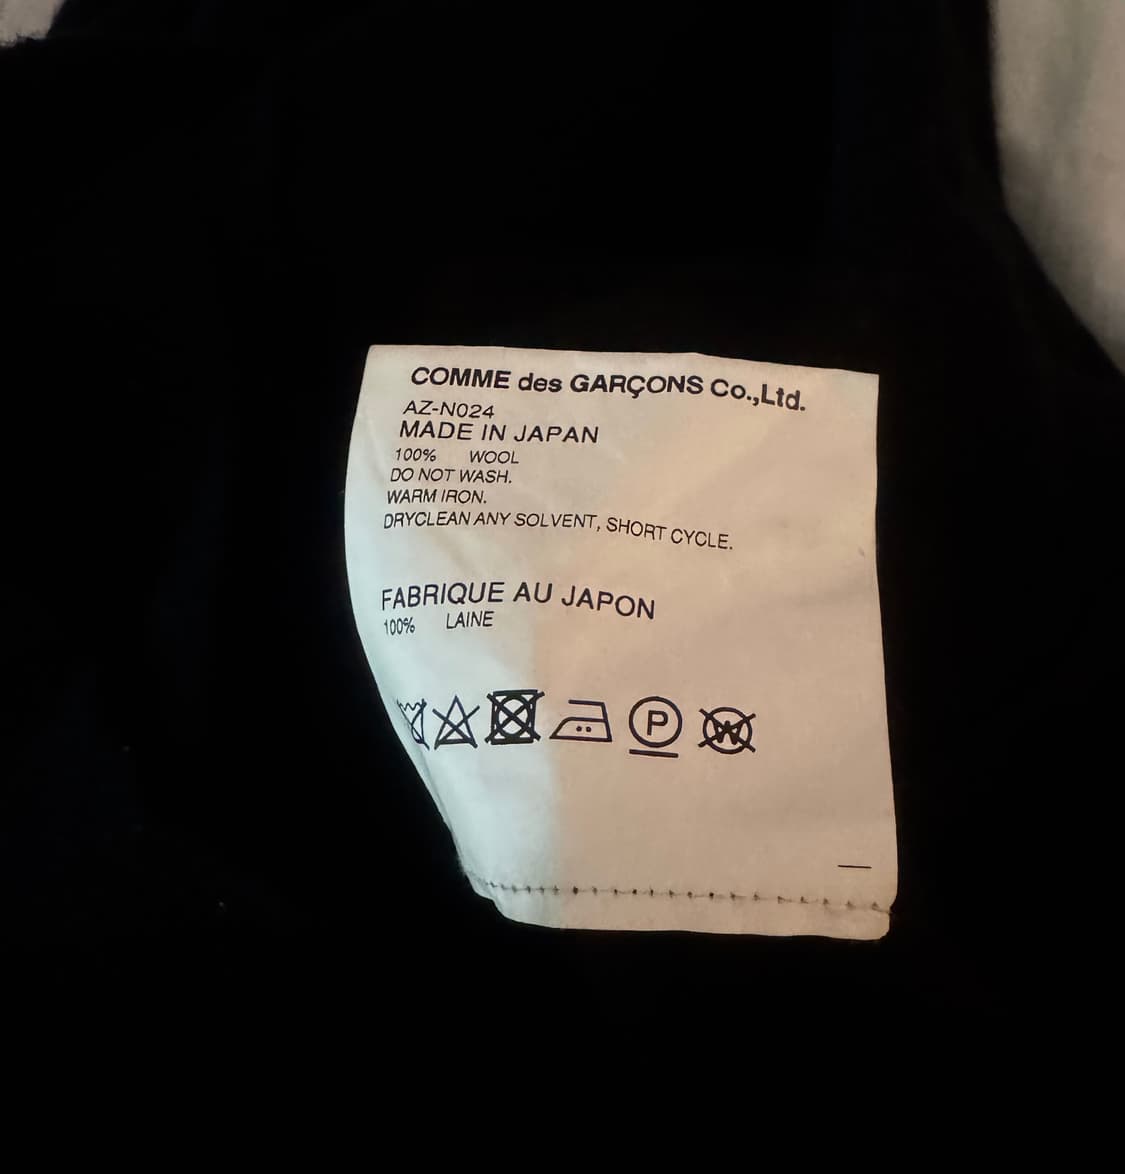 COMME des GARÇONS Co.,Ltd.
AZ-N024
MADE IN JAPAN
100% WOOL
DO NOT WASH.
WARM IRON.
DRYCLEAN ANY SOLVENT, SHORT CYCLE.
FABRIQUE AU JAPON
100% LAINE
P W